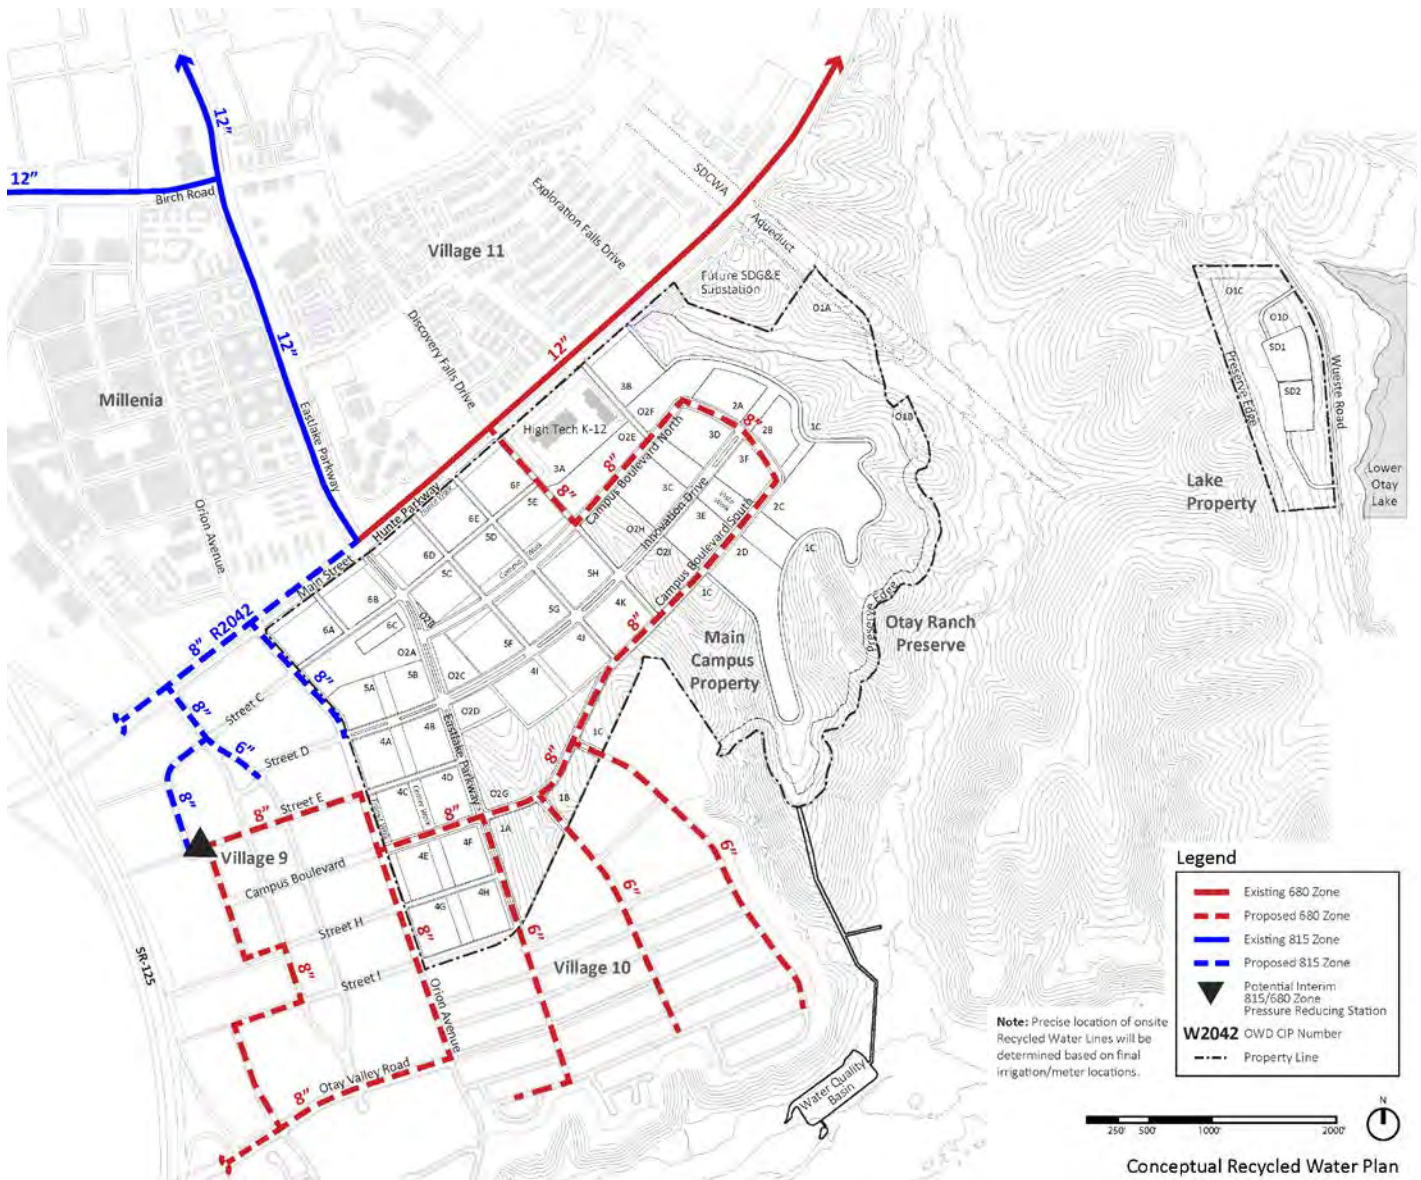 12"
12"
Birch Road
Village 11
Exploration Falls Drive
SDCWA
Aqueduct
Future SDG&E
Substation
O1A
O1C
O1D
SD1
SD2
Preserve Edge
Wueste Road
Lake
Property
Lower
Otay
Lake
12"
Discovery Falls Drive
12"
Millenia
Eastlake Parkway
Orion Avenue
High Tech K-12
3B
O2F
O2E
3A
8"
8"
Campus Boulevard North
2A
8"
2B
3D
3F
1C
O1B
3C
Innovation Drive
3E
2C
Campus Boulevard South
O2H
O2I
2D
1C
1C
Hunte Parkway
Main Street
6F
5E
6E
5D
6D
5C
5H
4K
5G
4J
8"
6B
6A
6C
O2B
O2A
5F
4I
5B
5A
O2C
O2D
Main
Campus
Property
Preserve Edge
Otay Ranch
Preserve
8" R2042
8"
8"
Street C
6"
Street D
8"
4A
4B
Eastlake Parkway
1C
8"
4D
4C
O2G
1B
8"
1A
8"
Street E
Village 9
Campus Boulevard
4E
4F
4G
4H
Street H
8"
6"
6"
6"
Village 10
SR-125
8"
Street I
Orion Avenue
Otay Valley Road
8"
Water Quality
Basin
Note: Precise location of onsite
Recycled Water Lines will be
determined based on final
irrigation/meter locations.
Legend
Existing 680 Zone
Proposed 680 Zone
Existing 815 Zone
Proposed 815 Zone
Potential Interim
815/680 Zone
Pressure Reducing Station
W2042 OWD CIP Number
Property Line
N
250' 500' 1000' 2000'
Conceptual Recycled Water Plan